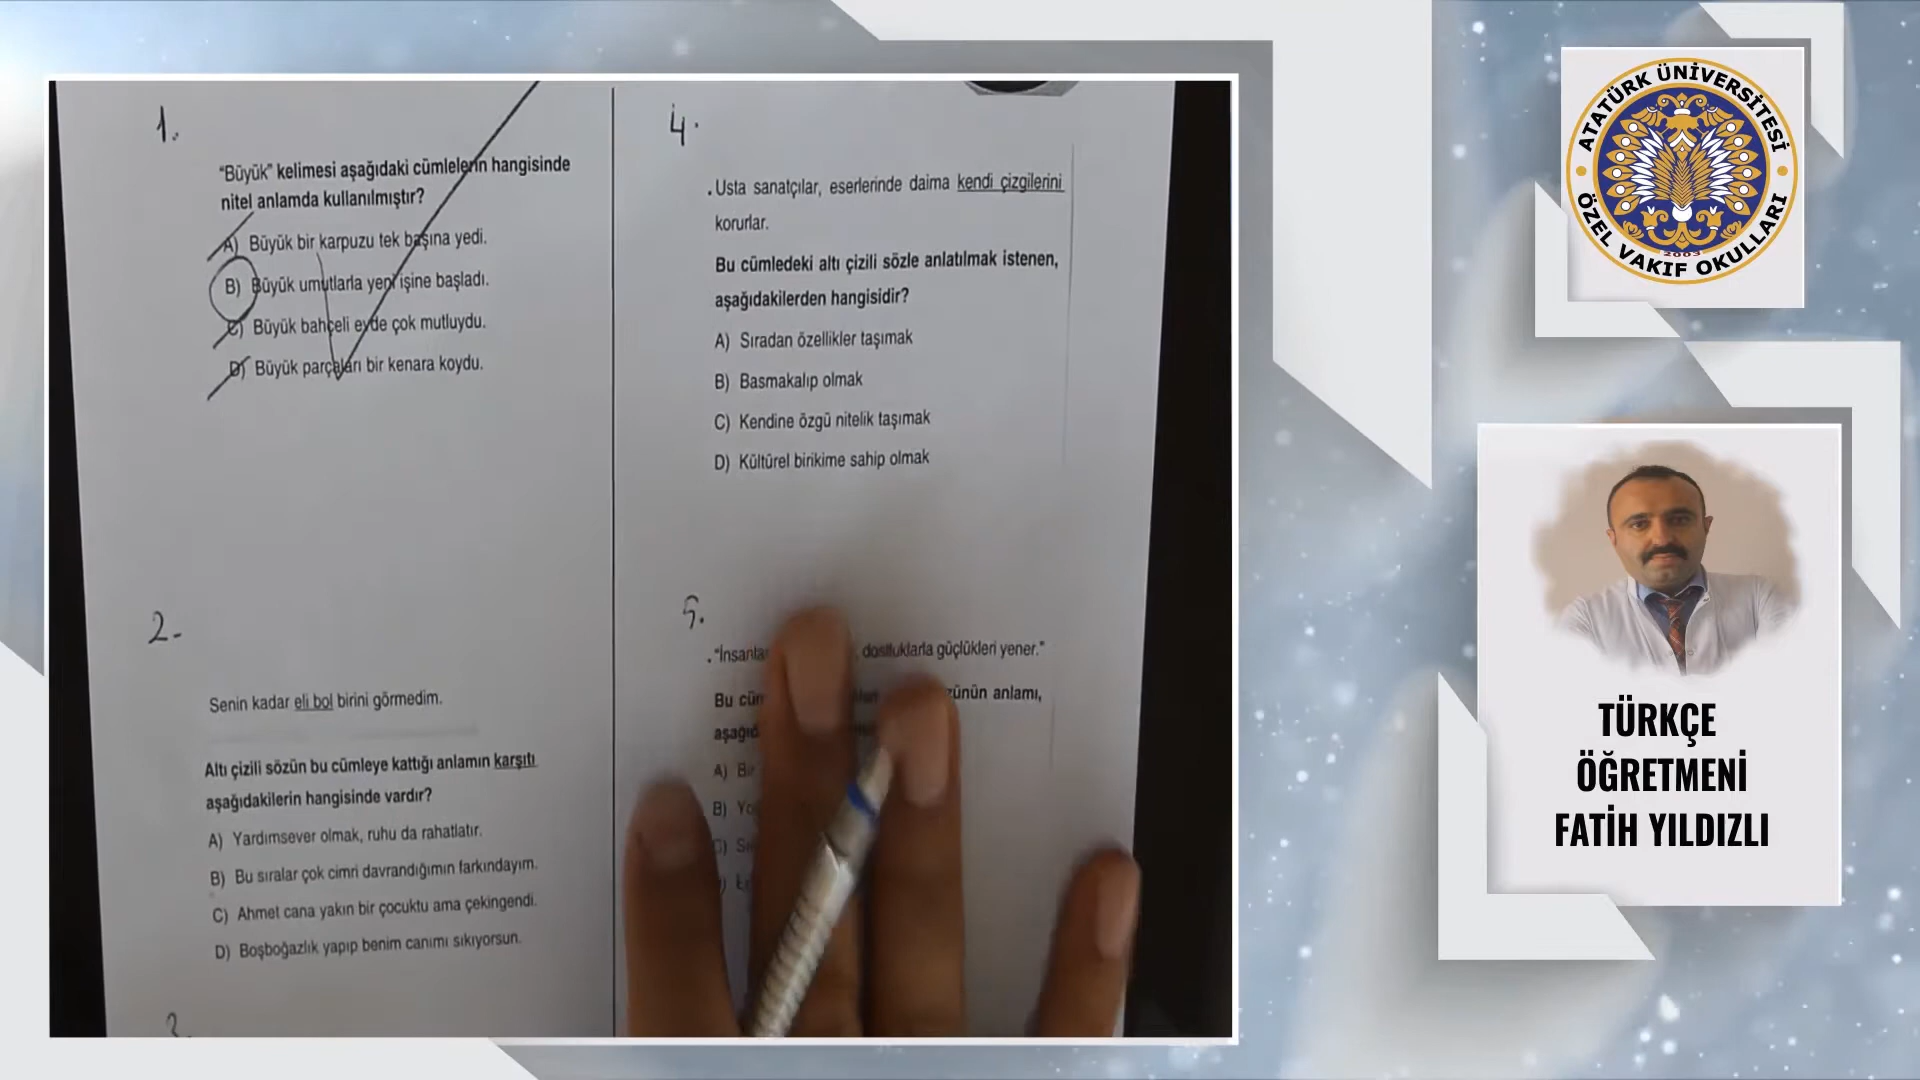 1.
"Büyük" kelimesi aşağıdaki cümlelerin hangisinde
nitel anlamda kullanılmıştır?
A) Büyük bir karpuzu tek başına yedi.
B) Büyük umutlarla yeni işine başladı.
C) Büyük bahçeli evde çok mutluydu.
D) Büyük parçaları bir kenara koydu.
2-
Senin kadar eli bol birini görmedim.
Altı çizili sözün bu cümleye kattığı anlamın karşıtı
aşağıdakilerin hangisinde vardır?
A) Yardımsever olmak, ruhu da rahatlatır.
B) Bu sıralar çok cimri davrandığımın farkındayım.
C) Ahmet cana yakın bir çocuktu ama çekingendi.
D) Boşboğazlık yapıp benim canımı sıkıyorsun.
4.
Usta sanatçılar, eserlerinde daima kendi çizgilerini
korurlar.
Bu cümledeki altı çizili sözle anlatılmak istenen,
aşağıdakilerden hangisidir?
A) Sıradan özellikler taşımak
B) Basmakalıp olmak
C) Kendine özgü nitelik taşımak
D) Kültürel birikime sahip olmak
5.
dostluklarla güçlükleri yener."
Bu anlamı,
A)
B)
ATATÜRK ÜNİVERSİTESİ
ÖZEL VAKIF OKULLARI
2003
TÜRKÇE
ÖĞRETMENİ
FATİH YILDIZLI